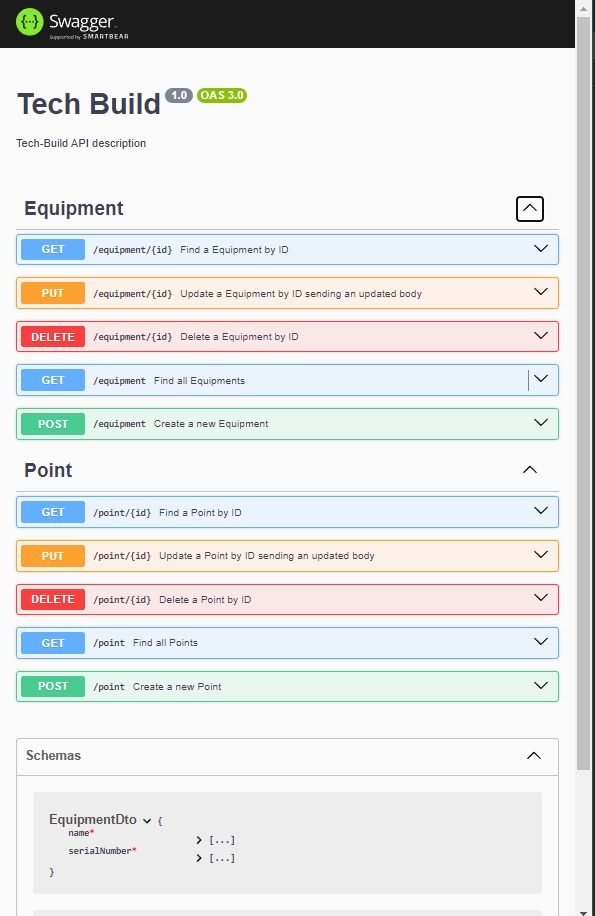 Swagger.
Supported by SMARTBEAR
Tech Build 1.0 OAS 3.0
Tech-Build API description
Equipment
GET /equipment/{id} Find a Equipment by ID
PUT /equipment/{id} Update a Equipment by ID sending an updated body
DELETE /equipment/{id} Delete a Equipment by ID
GET /equipment Find all Equipments
POST /equipment Create a new Equipment
Point
GET /point/{id} Find a Point by ID
PUT /point/{id} Update a Point by ID sending an updated body
DELETE /point/{id} Delete a Point by ID
GET /point Find all Points
POST /point Create a new Point
Schemas
EquipmentDto {
name* [...]
serialNumber* [...]
}